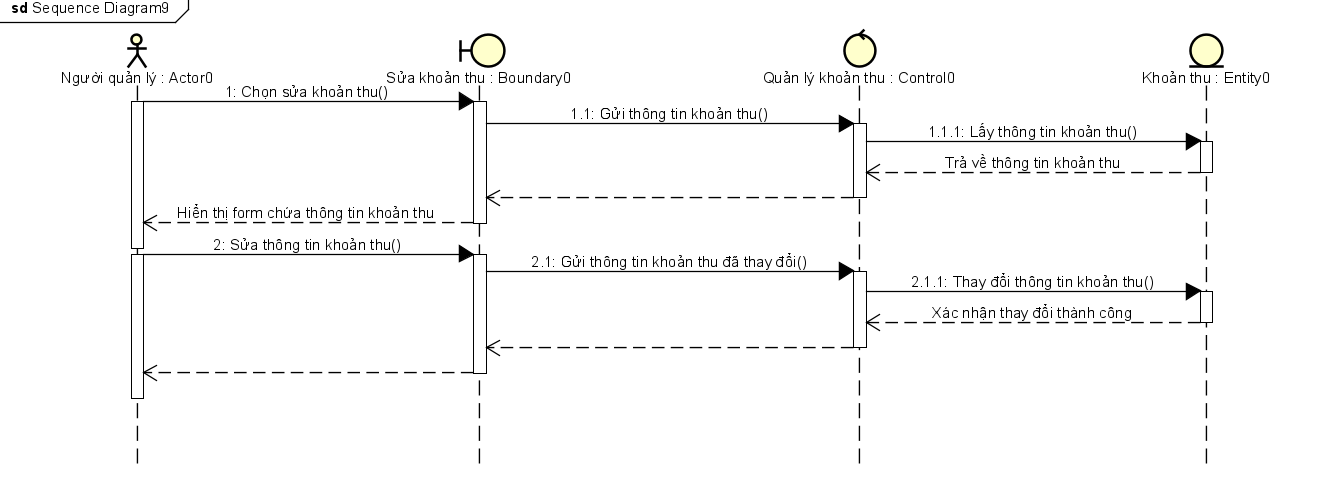 sd Sequence Diagram9
Người quản lý : Actor0
Sửa khoản thu : Boundary0
Quản lý khoản thu : Control0
Khoản thu : Entity0
1: Chọn sửa khoản thu()
1.1: Gửi thông tin khoản thu()
1.1.1: Lấy thông tin khoản thu()
Trả về thông tin khoản thu
Hiển thị form chứa thông tin khoản thu
2: Sửa thông tin khoản thu()
2.1: Gửi thông tin khoản thu đã thay đổi()
2.1.1: Thay đổi thông tin khoản thu()
Xác nhận thay đổi thành công